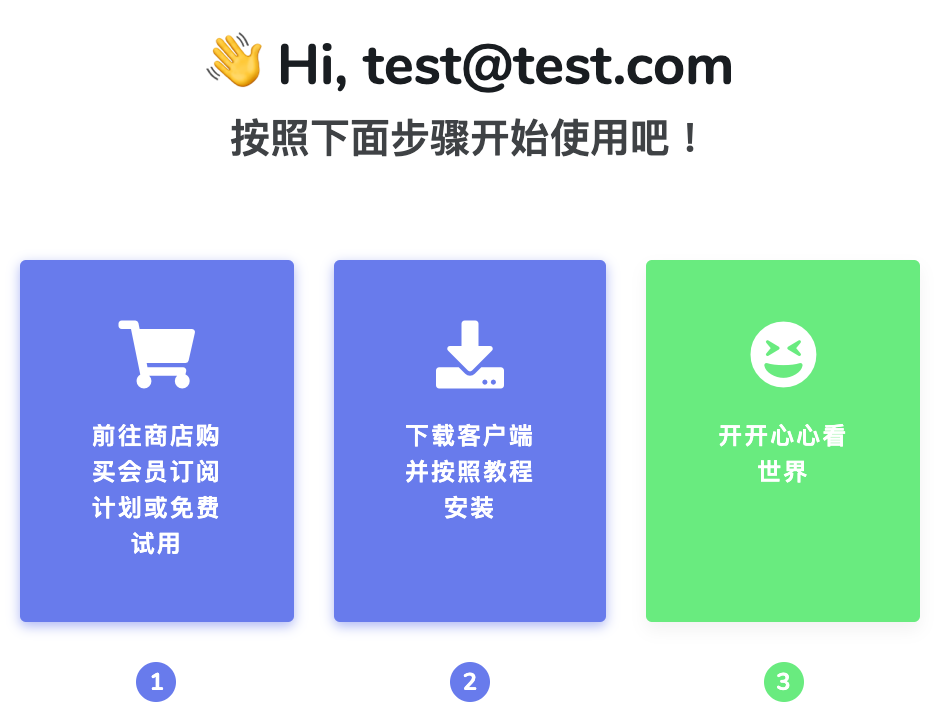 👋 Hi, test@test.com
按照下面步骤开始使用吧！
前往商店购
买会员订阅
计划或免费
试用
下载客户端
并按照教程
安装
开开心心看
世界
1
2
3